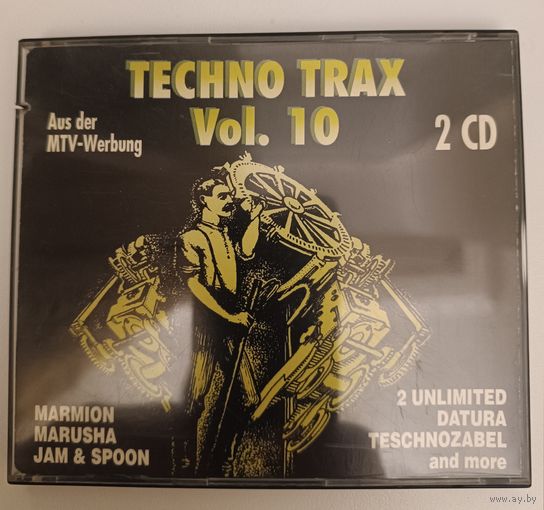 TECHNO TRAX
Vol. 10
Aus der
MTV-Werbung
2 CD
MARMION
MARUSHA
JAM & SPOON
2 UNLIMITED
DATURA
TESCHNOZABEL
and more
www.ay.by